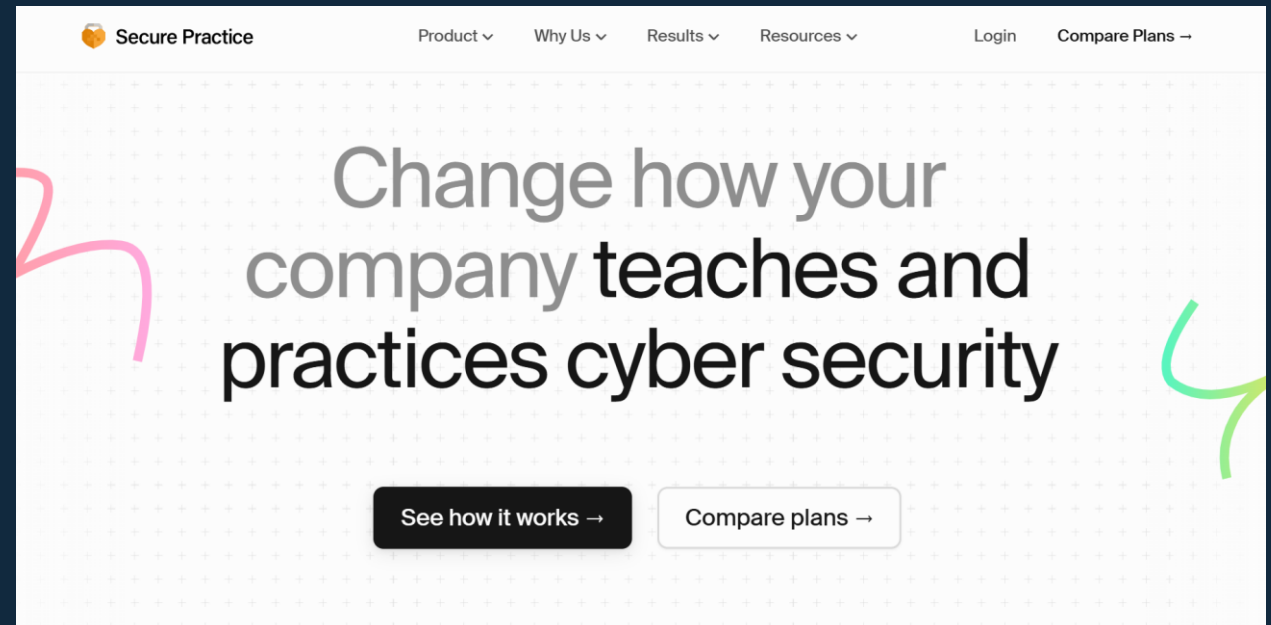 Secure Practice
Product
Why Us
Results
Resources
Login
Compare Plans →
Change how your
company teaches and
practices cyber security
See how it works →
Compare plans →